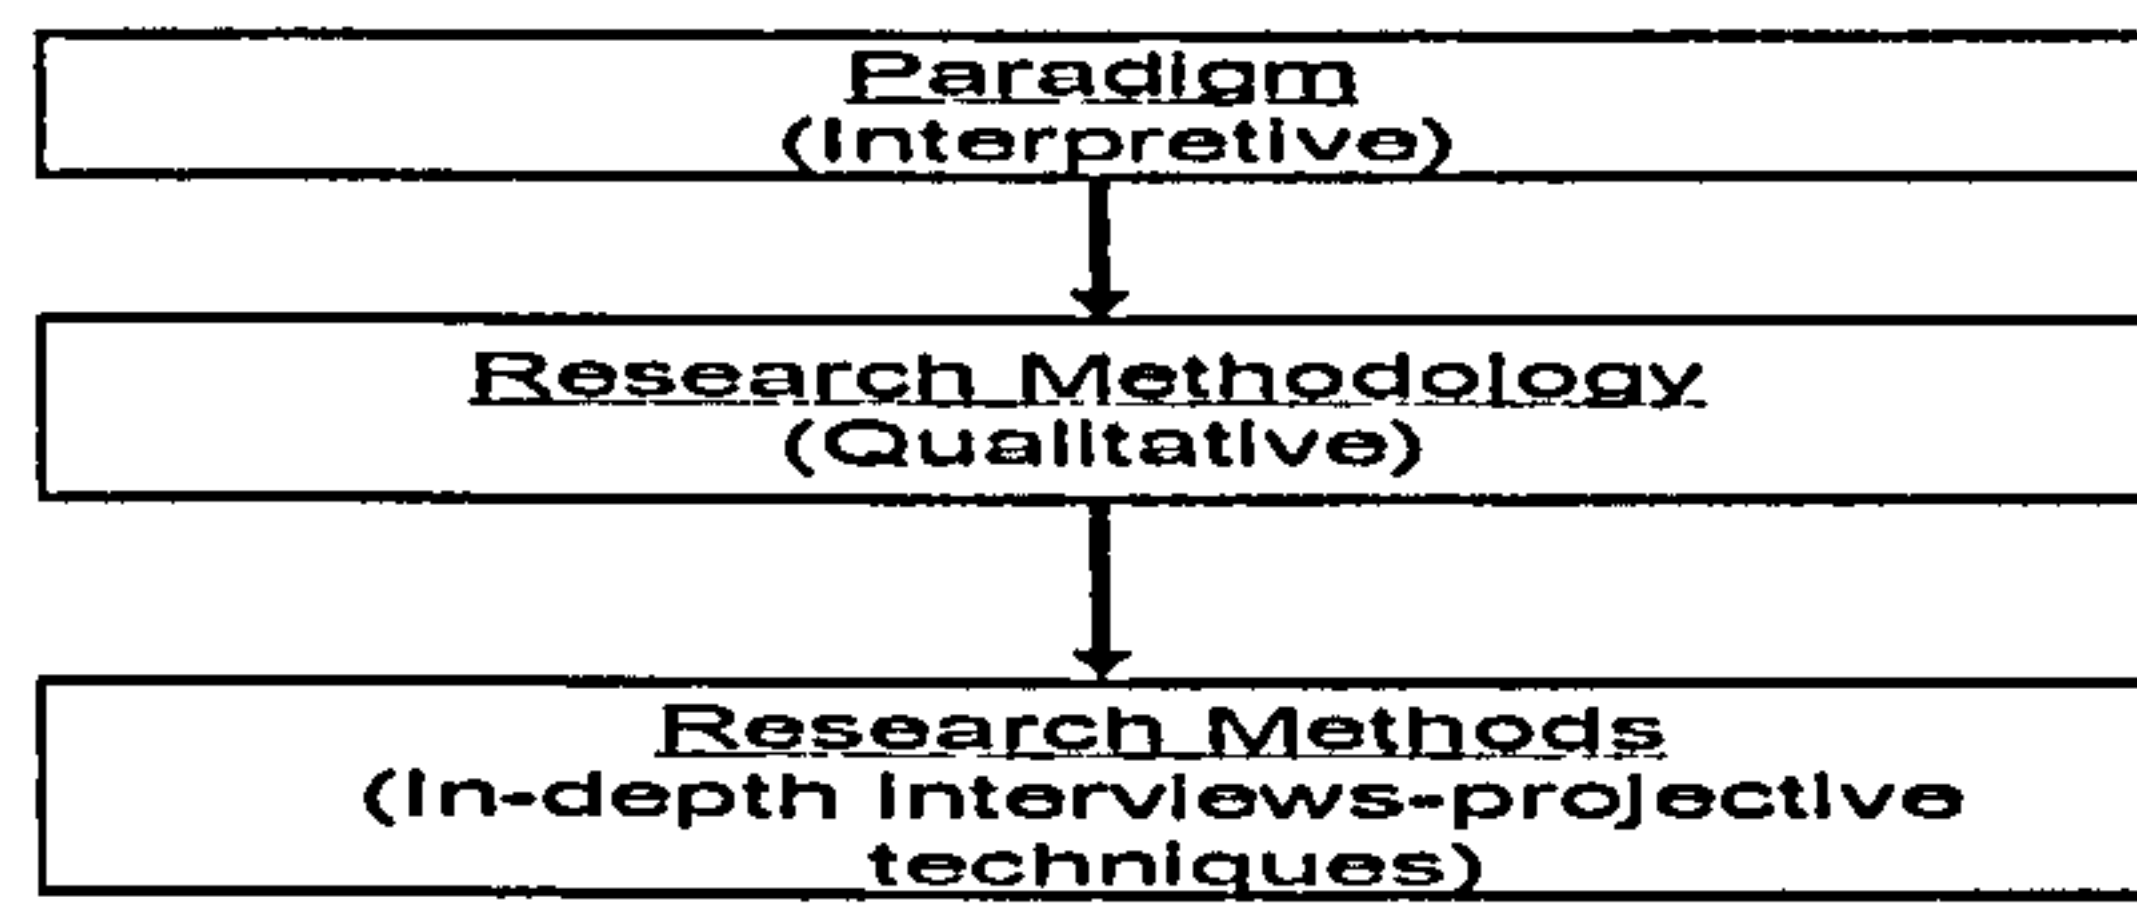 Paradigm
(Interpretive)
Research Methodology
(Qualitative)
Research Methods
(In-depth Interviews-projective
techniques)